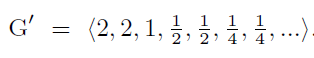 G′ = ⟨2, 2, 1, 1/2, 1/2, 1/4, 1/4, ...⟩.